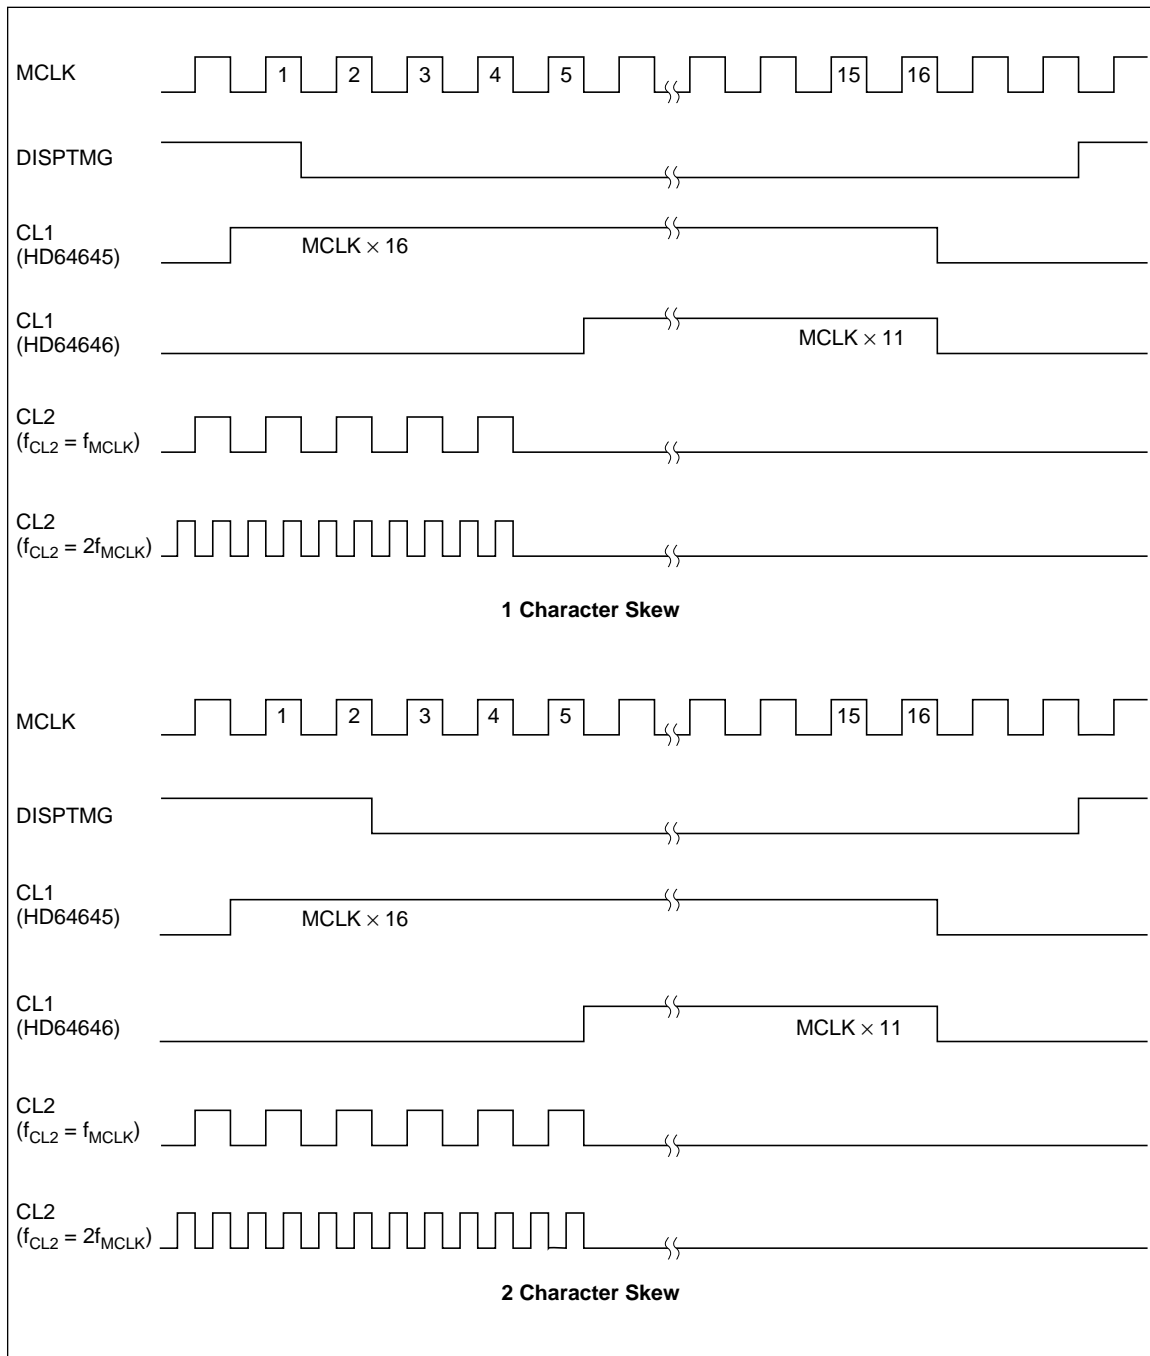 MCLK
1 2 3 4 5 15 16
DISPTMG
CL1
(HD64645)
MCLK × 16
CL1
(HD64646)
MCLK × 11
CL2
(fCL2 = fMCLK)
CL2
(fCL2 = 2fMCLK)
1 Character Skew
MCLK
1 2 3 4 5 15 16
DISPTMG
CL1
(HD64645)
MCLK × 16
CL1
(HD64646)
MCLK × 11
CL2
(fCL2 = fMCLK)
CL2
(fCL2 = 2fMCLK)
2 Character Skew